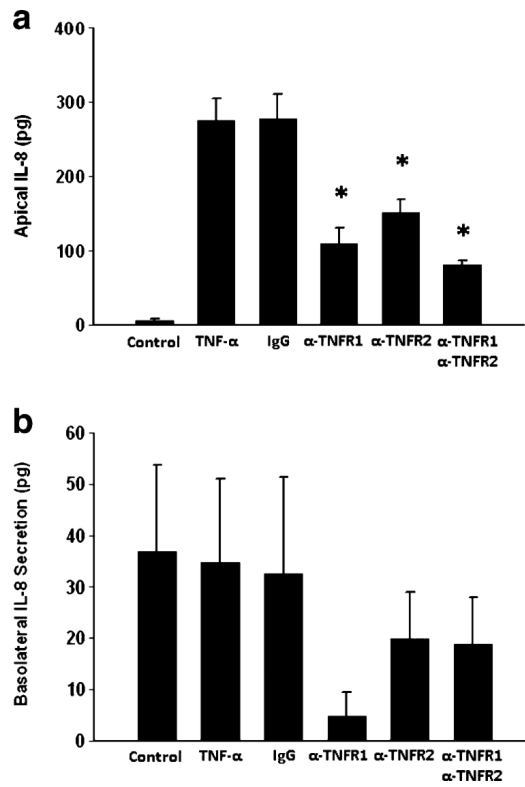 a
Apical IL-8 (pg)
400
300
200
100
0
*
*
*
Control TNF-α IgG α-TNFR1 α-TNFR2 α-TNFR1
α-TNFR2
b
Basolateral IL-8 Secretion (pg)
60
50
40
30
20
10
0
Control TNF-α IgG α-TNFR1 α-TNFR2 α-TNFR1
α-TNFR2